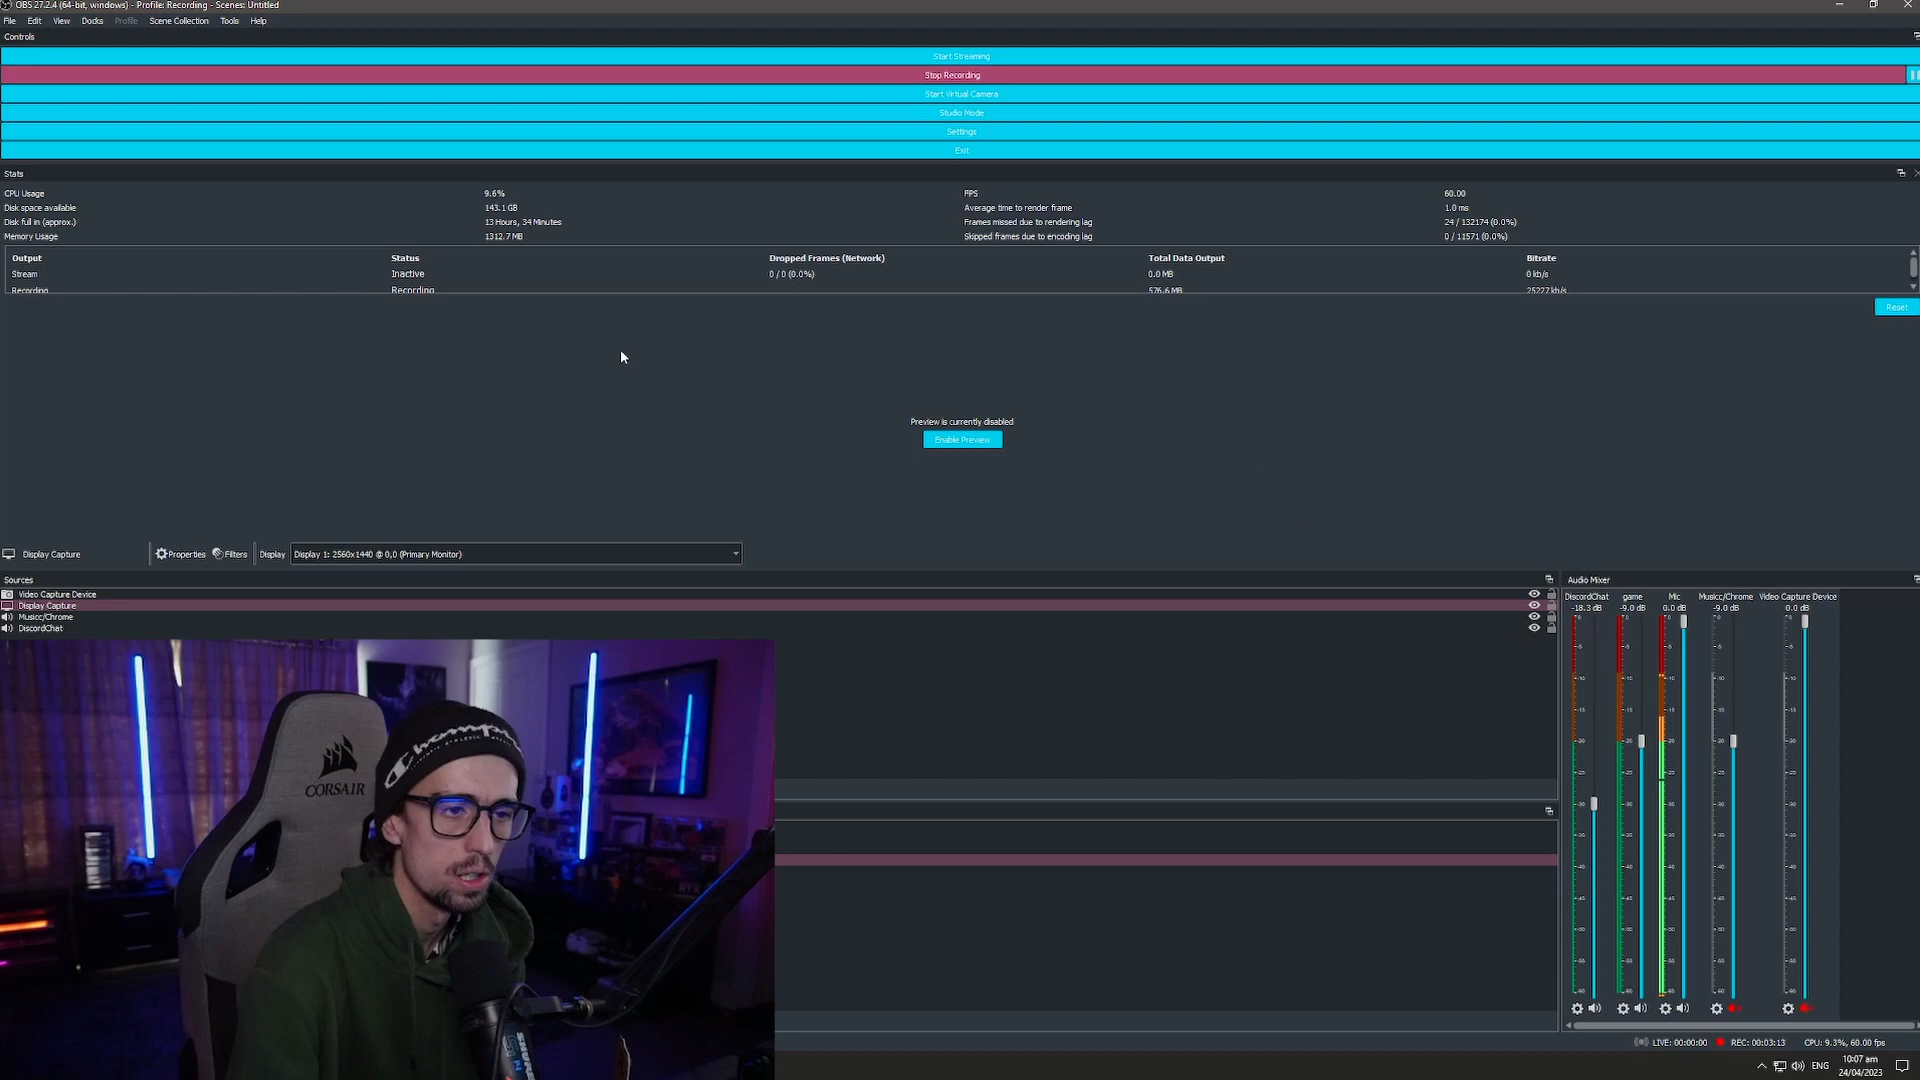 OBS 27.2.4 (64-bit, windows) - Profile: Recording - Scenes: Untitled
File Edit View Docks Profile Scene Collection Tools Help
Controls
Start Streaming
Stop Recording
Start Virtual Camera
Studio Mode
Settings
Exit
Stats
CPU Usage 9.6% FPS 60.00
Disk space available 143.1 GB Average time to render frame 1.0 ms
Disk full in (approx.) 13 Hours, 34 Minutes Frames missed due to rendering lag 24 / 132174 (0.0%)
Memory Usage 1312.7 MB Skipped frames due to encoding lag 0 / 11571 (0.0%)
Output Status Dropped Frames (Network) Total Data Output Bitrate
Stream Inactive 0 / 0 (0.0%) 0.0 MB 0 kb/s
Recording Recording 576.6 MB 25227 kb/s
Reset
Preview is currently disabled
Enable Preview
Display Capture Properties Filters Display Display 1: 2560x1440 @ 0,0 (Primary Monitor)
Sources Audio Mixer
Video Capture Device
Display Capture
Musicc/Chrome
DiscordChat
DiscordChat game Mic Musicc/Chrome Video Capture Device
-18.3 dB -9.0 dB 0.0 dB -9.0 dB 0.0 dB
Champion
CORSAIR
SHURE
LIVE: 00:00:00 REC: 00:03:13 CPU: 9.3%, 60.00 fps
ENG 10:07 am
24/04/2023